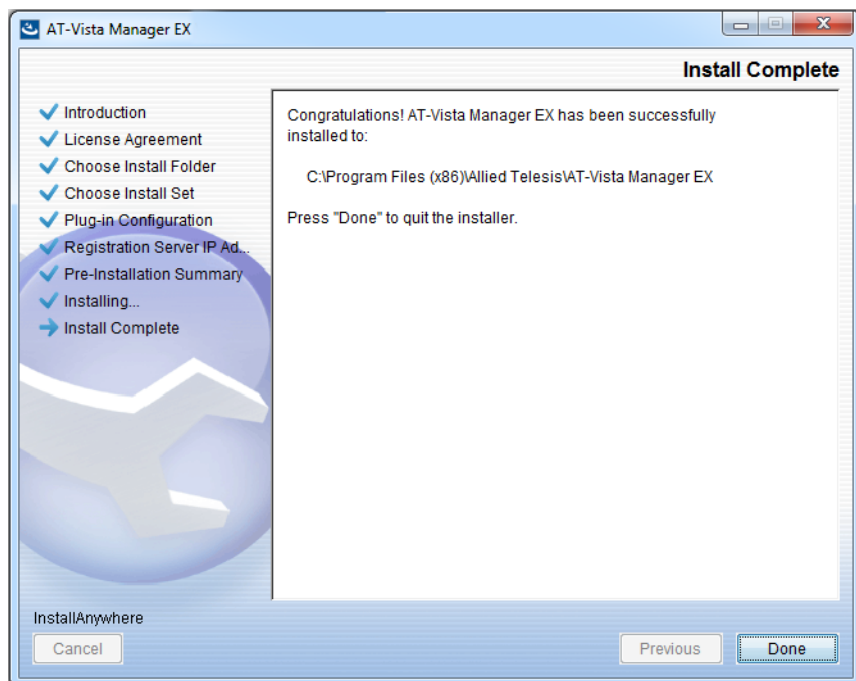 AT-Vista Manager EX
Install Complete
Introduction
License Agreement
Choose Install Folder
Choose Install Set
Plug-in Configuration
Registration Server IP Ad...
Pre-Installation Summary
Installing...
Install Complete
Congratulations! AT-Vista Manager EX has been successfully
installed to:
C:\Program Files (x86)\Allied Telesis\AT-Vista Manager EX
Press "Done" to quit the installer.
InstallAnywhere
Cancel
Previous
Done